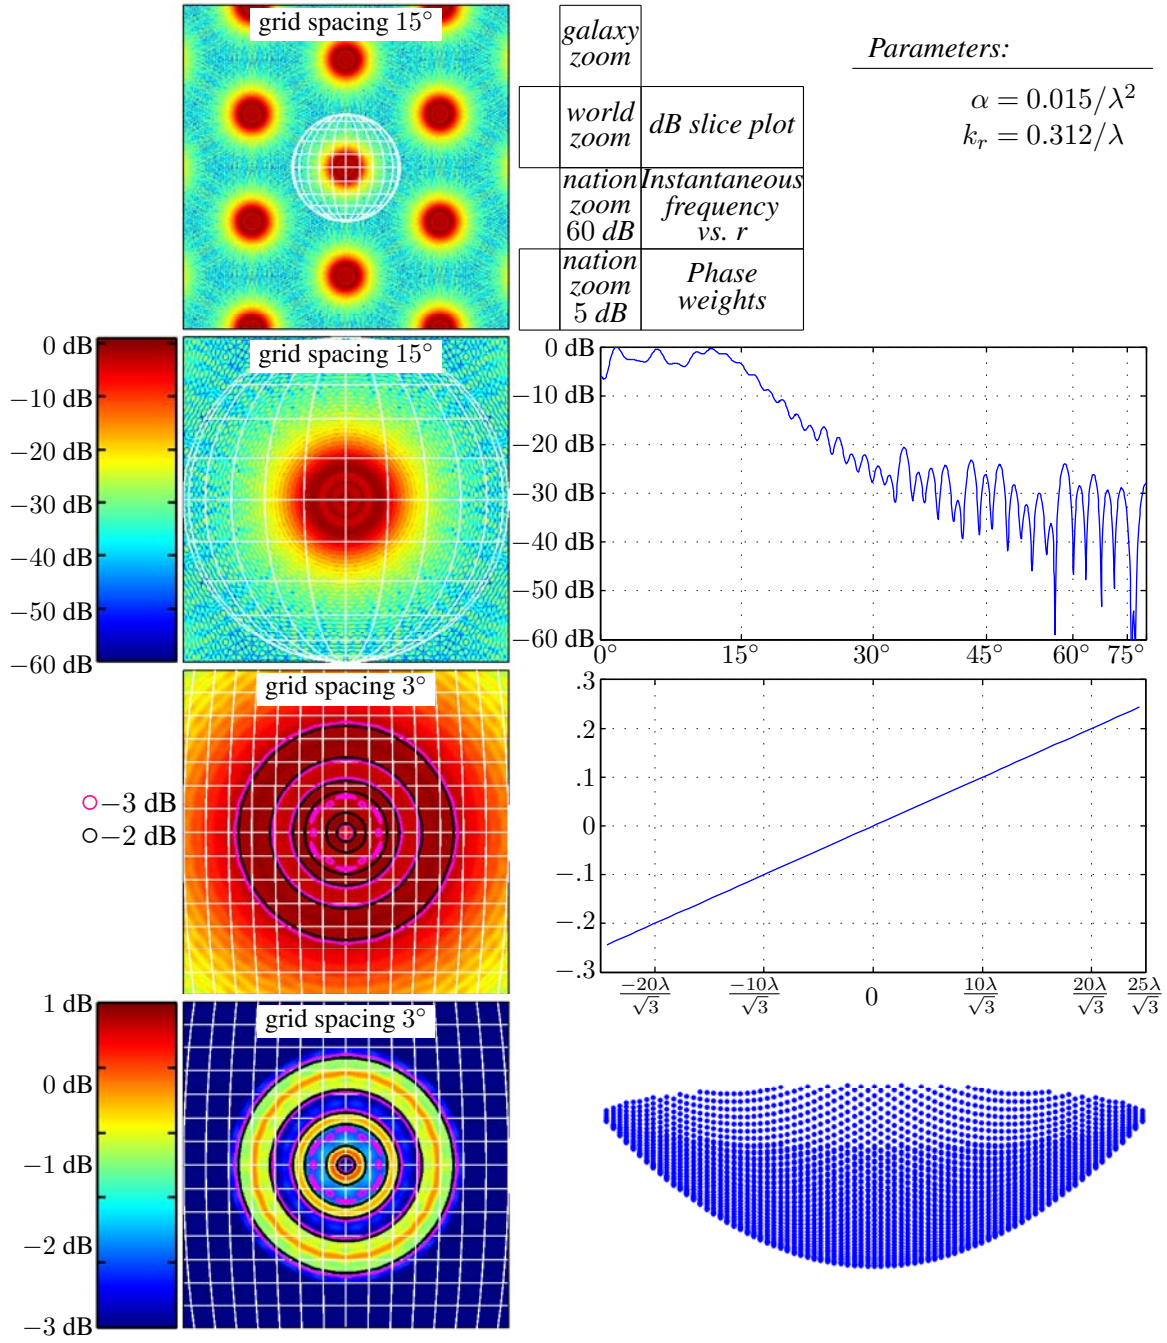 grid spacing 15°
galaxy zoom
world zoom
dB slice plot
nation zoom 60 dB
Instantaneous frequency vs. r
nation zoom 5 dB
Phase weights
Parameters:
α = 0.015/λ²
k_r = 0.312/λ
0 dB
−10 dB
−20 dB
−30 dB
−40 dB
−50 dB
−60 dB
grid spacing 15°
0 dB
−10 dB
−20 dB
−30 dB
−40 dB
−50 dB
−60 dB
0° 15° 30° 45° 60° 75°
grid spacing 3°
−3 dB
−2 dB
.3
.2
.1
0
−.1
−.2
−.3
−20λ/√3 −10λ/√3 0 10λ/√3 20λ/√3 25λ/√3
1 dB
0 dB
−1 dB
−2 dB
−3 dB
grid spacing 3°